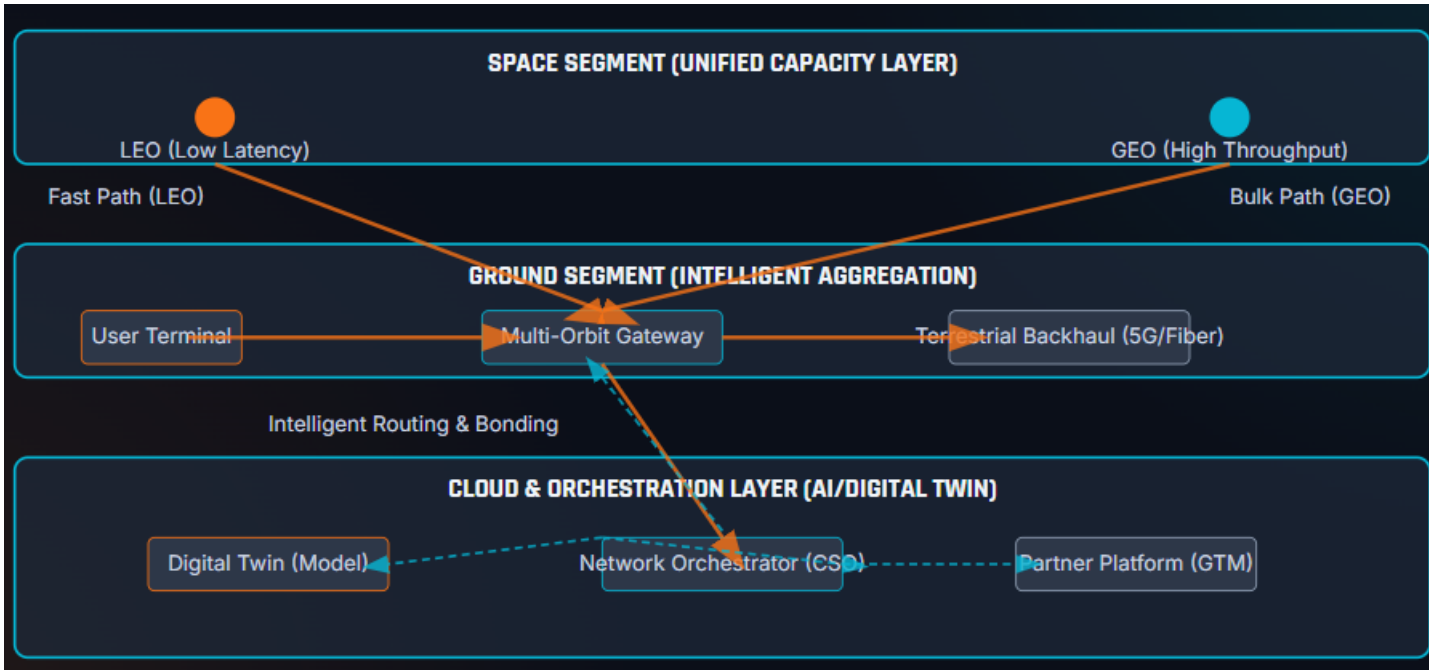 SPACE SEGMENT (UNIFIED CAPACITY LAYER)
LEO (Low Latency)
GEO (High Throughput)
Fast Path (LEO)
Bulk Path (GEO)
GROUND SEGMENT (INTELLIGENT AGGREGATION)
User Terminal
Multi-Orbit Gateway
Terrestrial Backhaul (5G/Fiber)
Intelligent Routing & Bonding
CLOUD & ORCHESTRATION LAYER (AI/DIGITAL TWIN)
Digital Twin (Model)
Network Orchestrator (CSO)
Partner Platform (GTM)